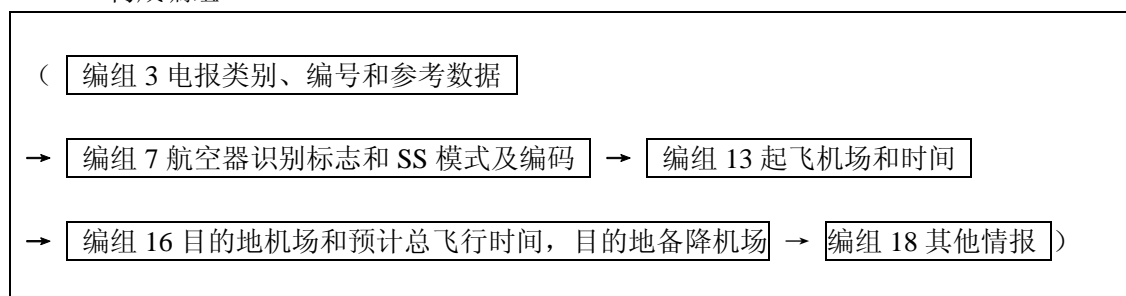 （ 编组 3 电报类别、编号和参考数据
→ 编组 7 航空器识别标志和 SS 模式及编码 → 编组 13 起飞机场和时间
→ 编组 16 目的地机场和预计总飞行时间，目的地备降机场 → 编组 18 其他情报 ）